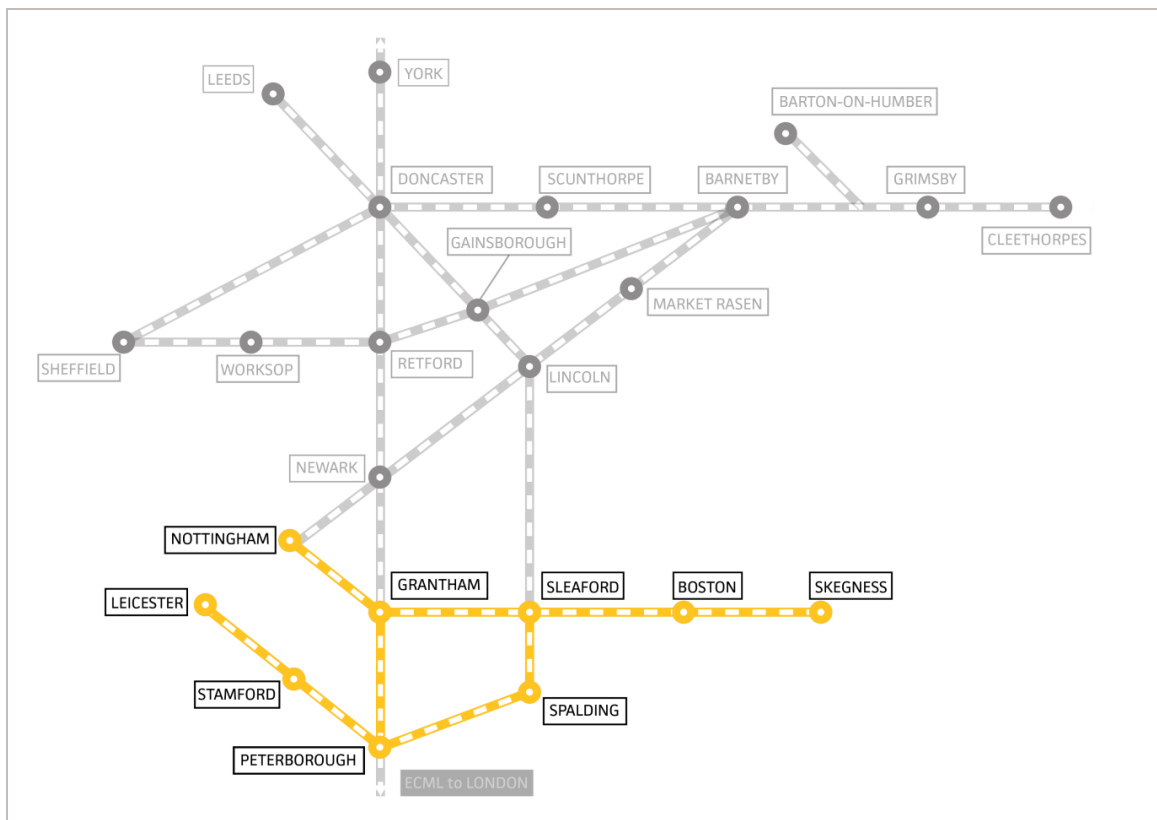 YORK
LEEDS
BARTON-ON-HUMBER
DONCASTER
SCUNTHORPE
BARNETBY
GRIMSBY
GAINSBOROUGH
CLEETHORPES
MARKET RASEN
SHEFFIELD
WORKSOP
RETFORD
LINCOLN
NEWARK
NOTTINGHAM
GRANTHAM
SLEAFORD
BOSTON
SKEGNESS
LEICESTER
STAMFORD
SPALDING
PETERBOROUGH
ECML to LONDON